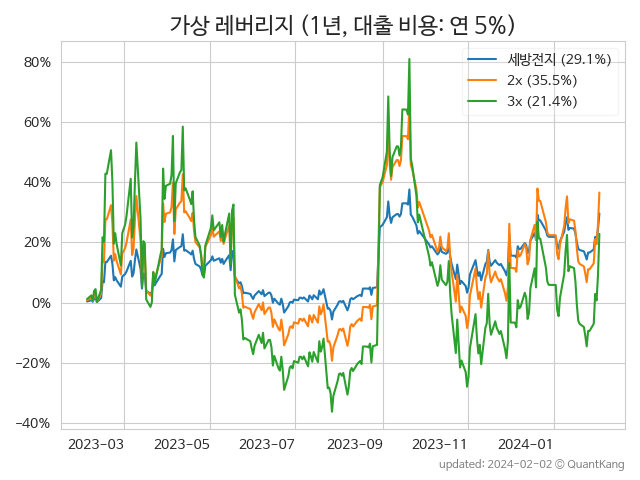 가상 레버리지 (1년, 대출 비용: 연 5%)
세방전지 (29.1%)
2x (35.5%)
3x (21.4%)
80%
60%
40%
20%
0%
−20%
−40%
2023-03
2023-05
2023-07
2023-09
2023-11
2024-01
updated: 2024-02-02 © QuantKang